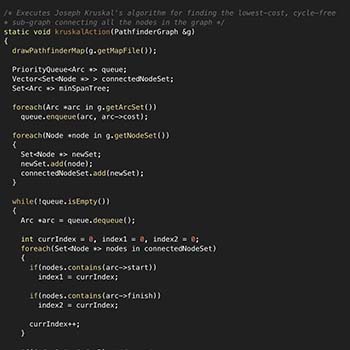 /* Executes Joseph Kruskal's algorithm for finding the lowest-cost, cycle-free
* sub-graph connecting all the nodes in the graph */
static void kruskalAction(PathfinderGraph &g)
{
drawPathfinderMap(g.getMapFile());
PriorityQueue<Arc *> queue;
Vector<Set<Node *> > connectedNodeSet;
Set<Arc *> minSpanTree;
foreach(Arc *arc in g.getArcSet())
queue.enqueue(arc, arc->cost);
foreach(Node *node in g.getNodeSet())
{
Set<Node *> newSet;
newSet.add(node);
connectedNodeSet.add(newSet);
}
while(!queue.isEmpty())
{
Arc *arc = queue.dequeue();
int currIndex = 0, index1 = 0, index2 = 0;
foreach(Set<Node *> nodes in connectedNodeSet)
{
if(nodes.contains(arc->start))
index1 = currIndex;
if(nodes.contains(arc->finish))
index2 = currIndex;
currIndex++;
}